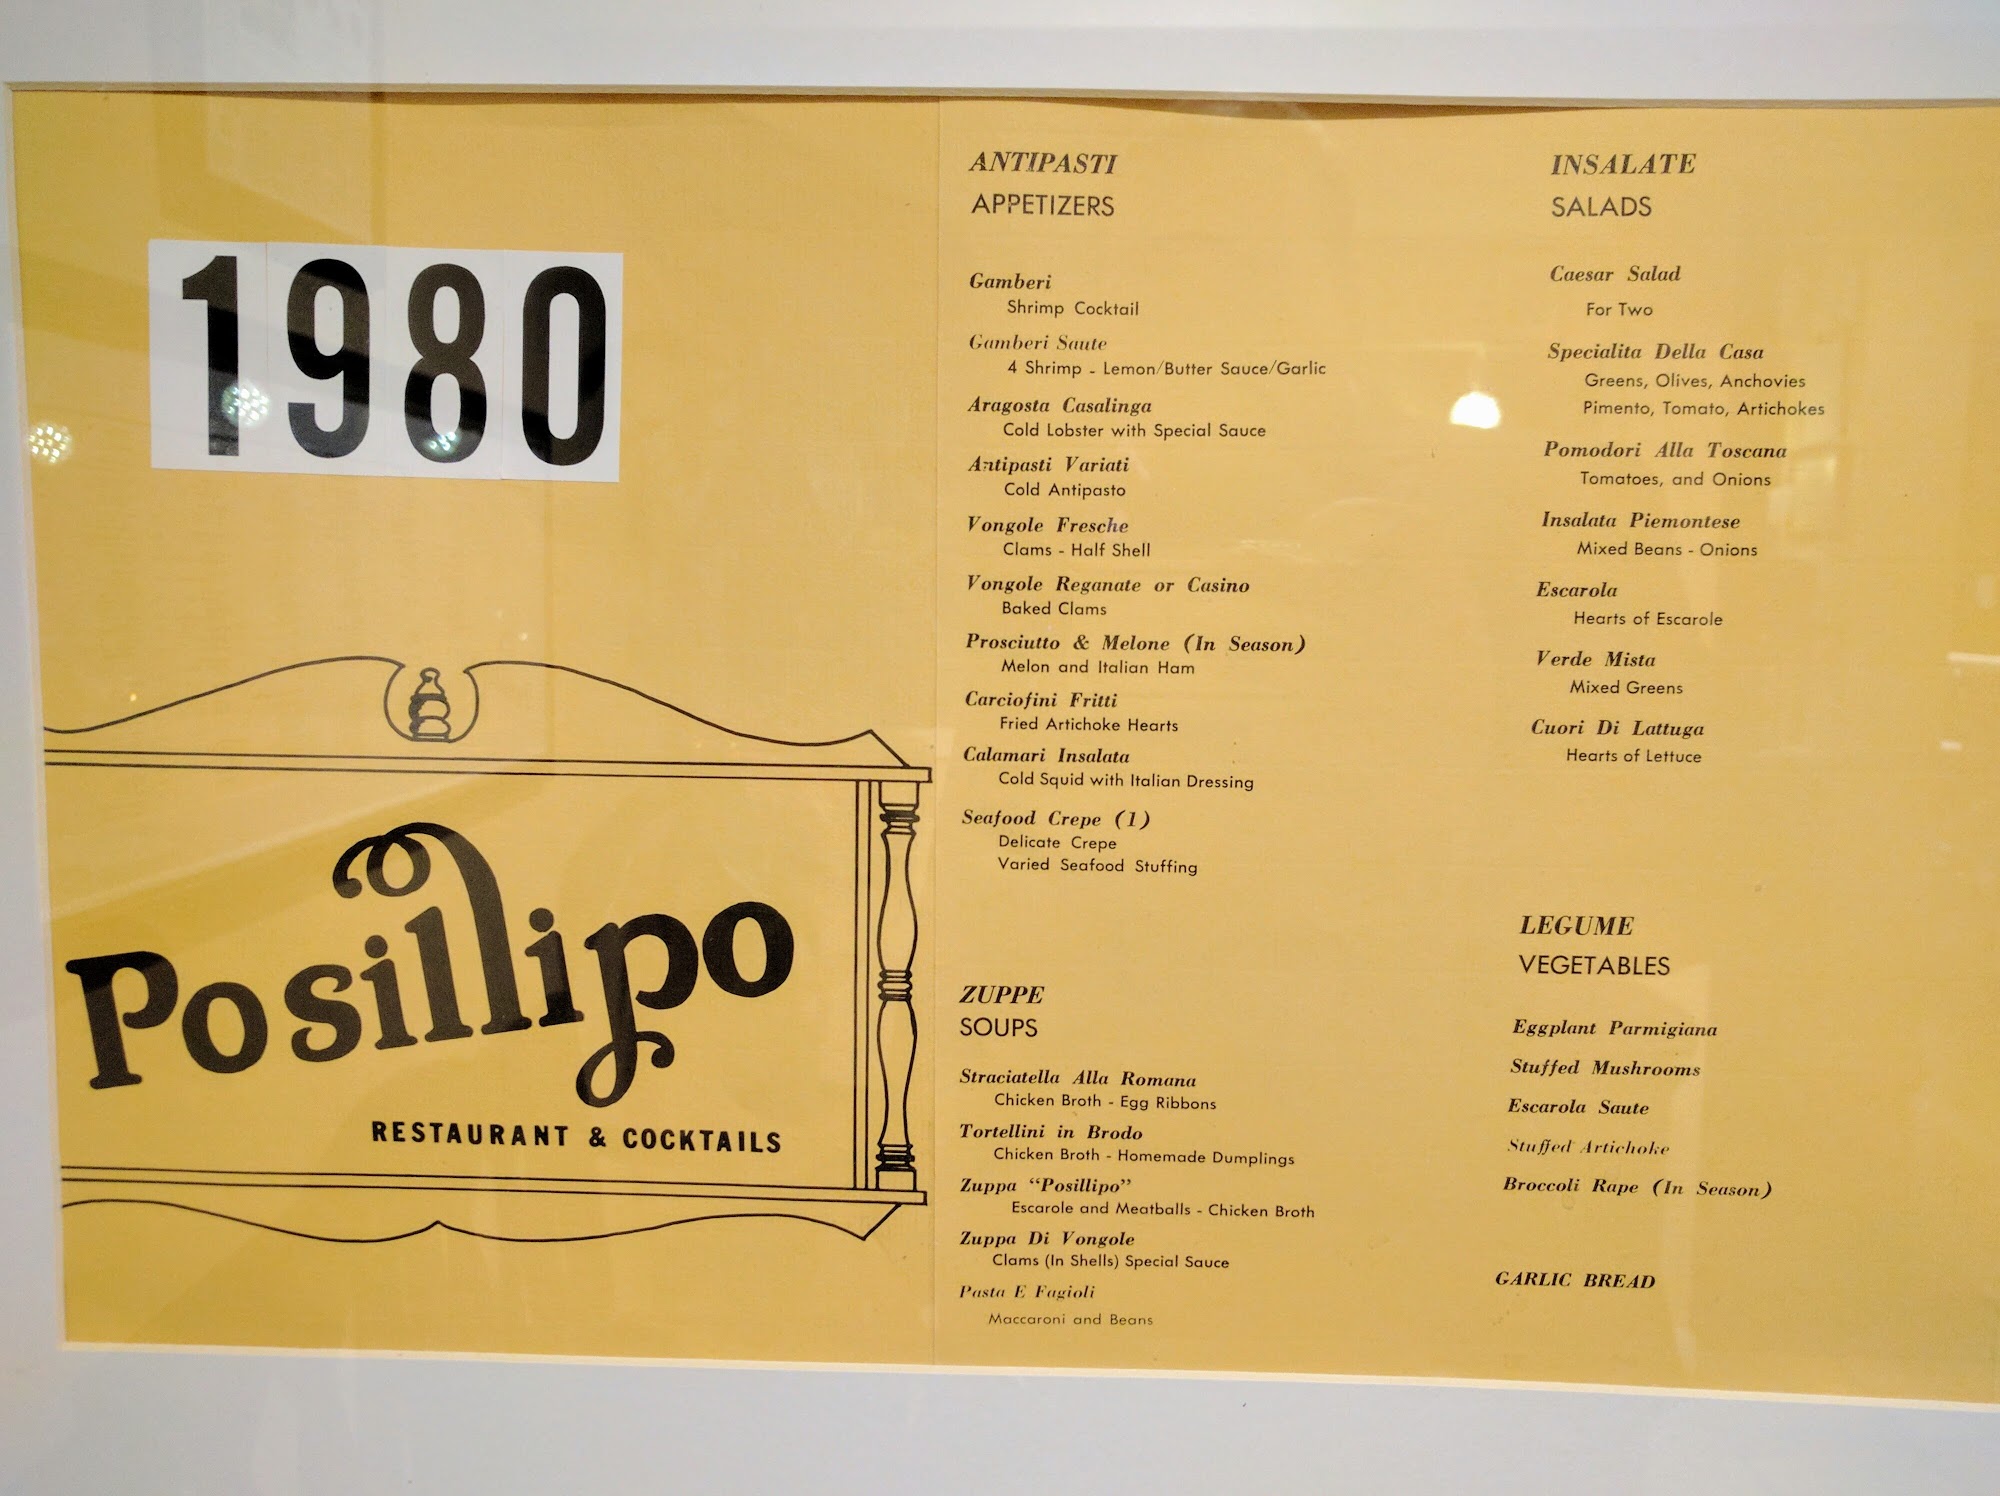 1980
Posillipo
RESTAURANT & COCKTAILS
ANTIPASTI
APPETIZERS
Gamberi
Shrimp Cocktail
Gamberi Saute
4 Shrimp - Lemon/Butter Sauce/Garlic
Aragosta Casalinga
Cold Lobster with Special Sauce
Antipasti Variati
Cold Antipasto
Vongole Fresche
Clams - Half Shell
Vongole Reganate or Casino
Baked Clams
Prosciutto & Melone (In Season)
Melon and Italian Ham
Carciofini Fritti
Fried Artichoke Hearts
Calamari Insalata
Cold Squid with Italian Dressing
Seafood Crepe (1)
Delicate Crepe
Varied Seafood Stuffing
ZUPPE
SOUPS
Straciatella Alla Romana
Chicken Broth - Egg Ribbons
Tortellini in Brodo
Chicken Broth - Homemade Dumplings
Zuppa “Posillipo”
Escarole and Meatballs - Chicken Broth
Zuppa Di Vongole
Clams (In Shells) Special Sauce
Pasta E Fagioli
Maccaroni and Beans
INSALATE
SALADS
Caesar Salad
For Two
Specialita Della Casa
Greens, Olives, Anchovies
Pimento, Tomato, Artichokes
Pomodori Alla Toscana
Tomatoes, and Onions
Insalata Piemontese
Mixed Beans - Onions
Escarola
Hearts of Escarole
Verde Mista
Mixed Greens
Cuori Di Lattuga
Hearts of Lettuce
LEGUME
VEGETABLES
Eggplant Parmigiana
Stuffed Mushrooms
Escarola Saute
Stuffed Artichoke
Broccoli Rape (In Season)
GARLIC BREAD